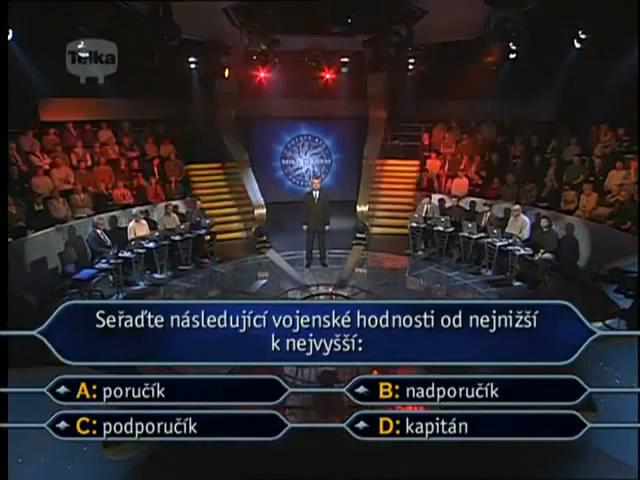 Telka
Seřaďte následující vojenské hodnosti od nejnižší
k nejvyšší:
A: poručík
B: nadporučík
C: podporučík
D: kapitán